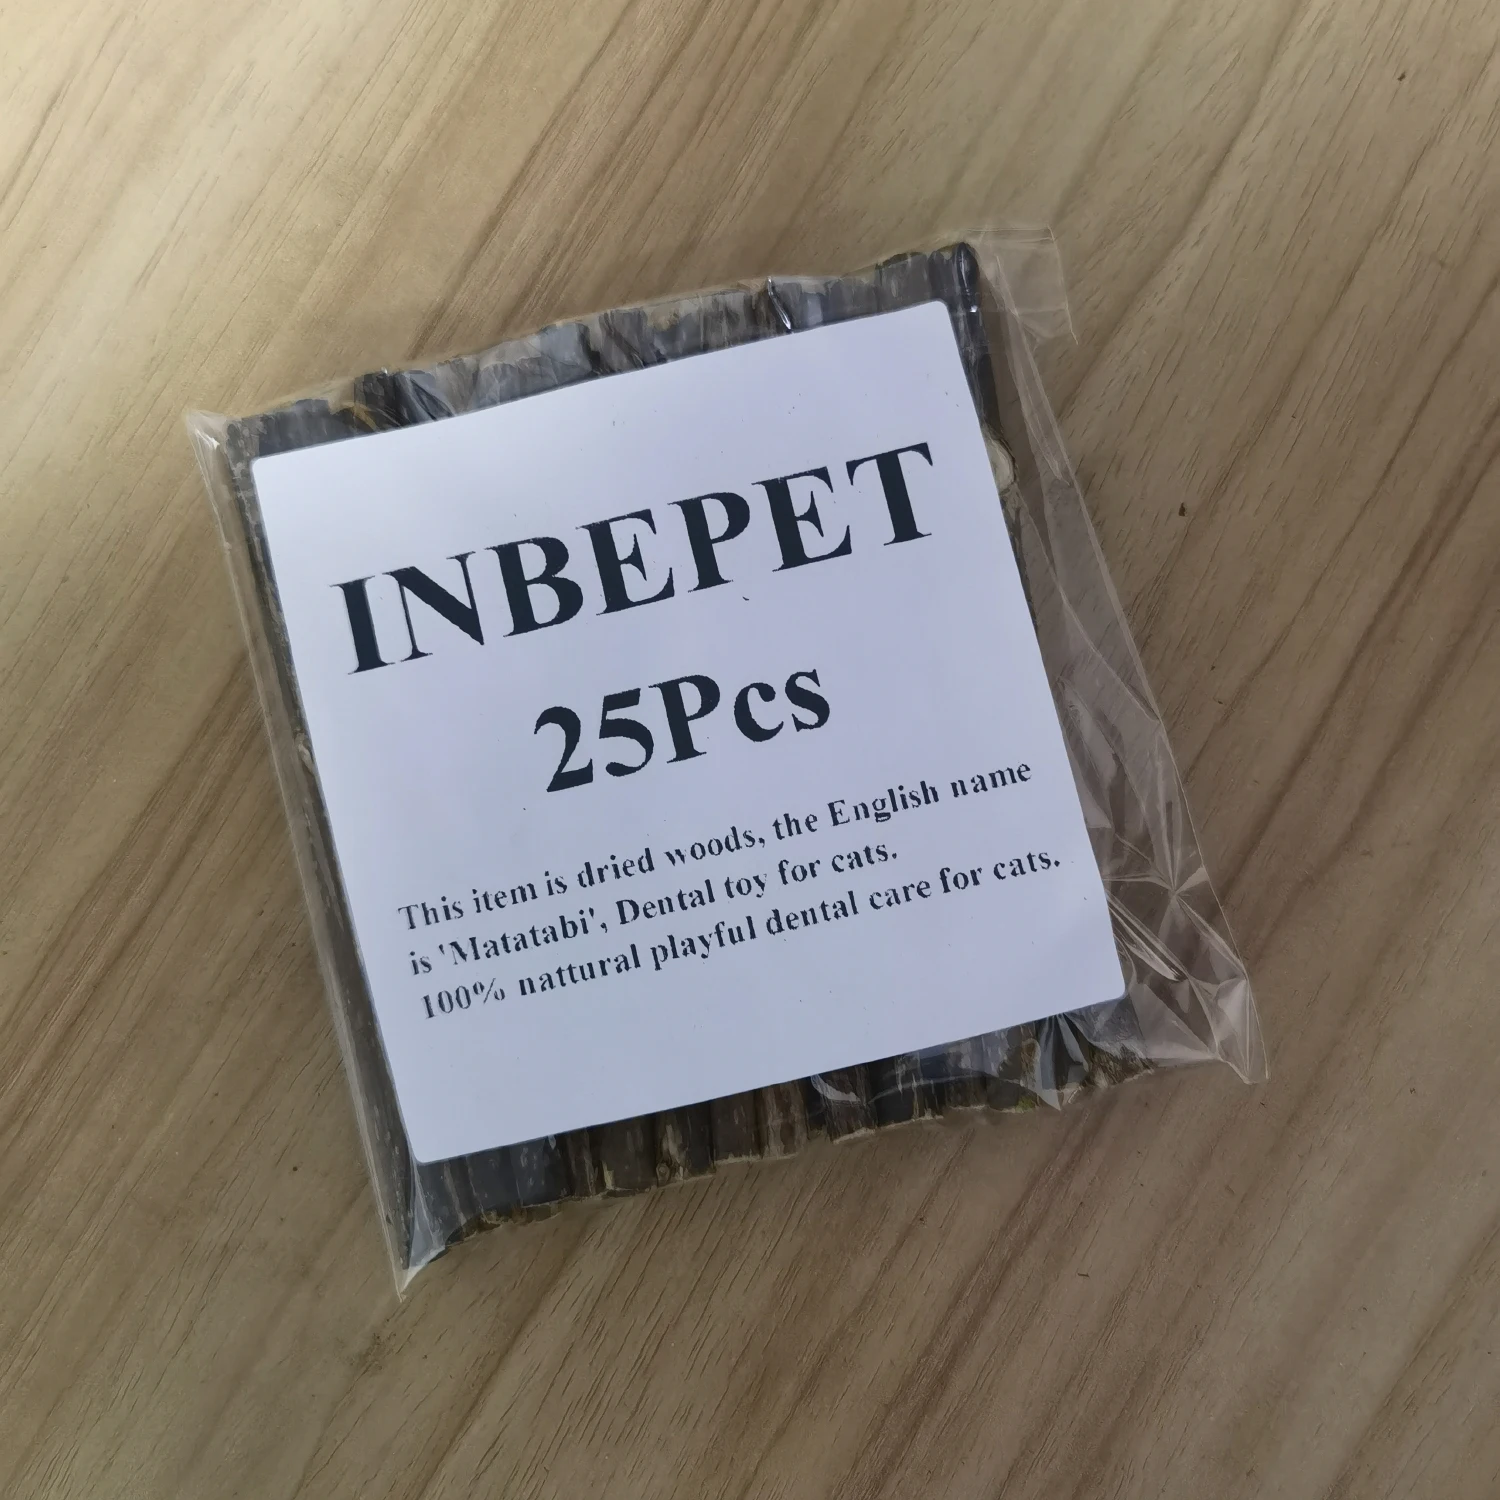 INBEPET
25Pcs
This item is dried woods, the English name
is 'Matatabi', Dental toy for cats.
100% nattural playful dental care for cats.